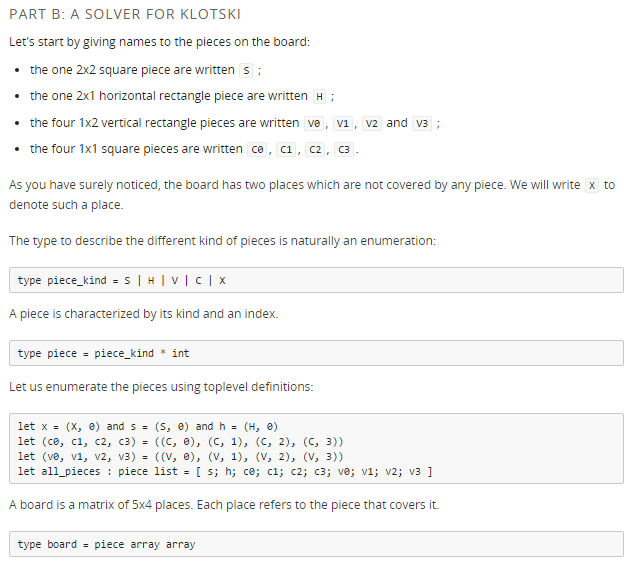 PART B: A SOLVER FOR KLOTSKI
Let's start by giving names to the pieces on the board:
• the one 2x2 square piece are written S ;
• the one 2x1 horizontal rectangle piece are written H ;
• the four 1x2 vertical rectangle pieces are written V0 , V1 , V2 and V3 ;
• the four 1x1 square pieces are written C0 , C1 , C2 , C3 .
As you have surely noticed, the board has two places which are not covered by any piece. We will write X to
denote such a place.
The type to describe the different kind of pieces is naturally an enumeration:
type piece_kind = S | H | V | C | X
A piece is characterized by its kind and an index.
type piece = piece_kind * int
Let us enumerate the pieces using toplevel definitions:
let x = (X, 0) and s = (S, 0) and h = (H, 0)
let (c0, c1, c2, c3) = ((C, 0), (C, 1), (C, 2), (C, 3))
let (v0, v1, v2, v3) = ((V, 0), (V, 1), (V, 2), (V, 3))
let all_pieces : piece list = [ s; h; c0; c1; c2; c3; v0; v1; v2; v3 ]
A board is a matrix of 5x4 places. Each place refers to the piece that covers it.
type board = piece array array